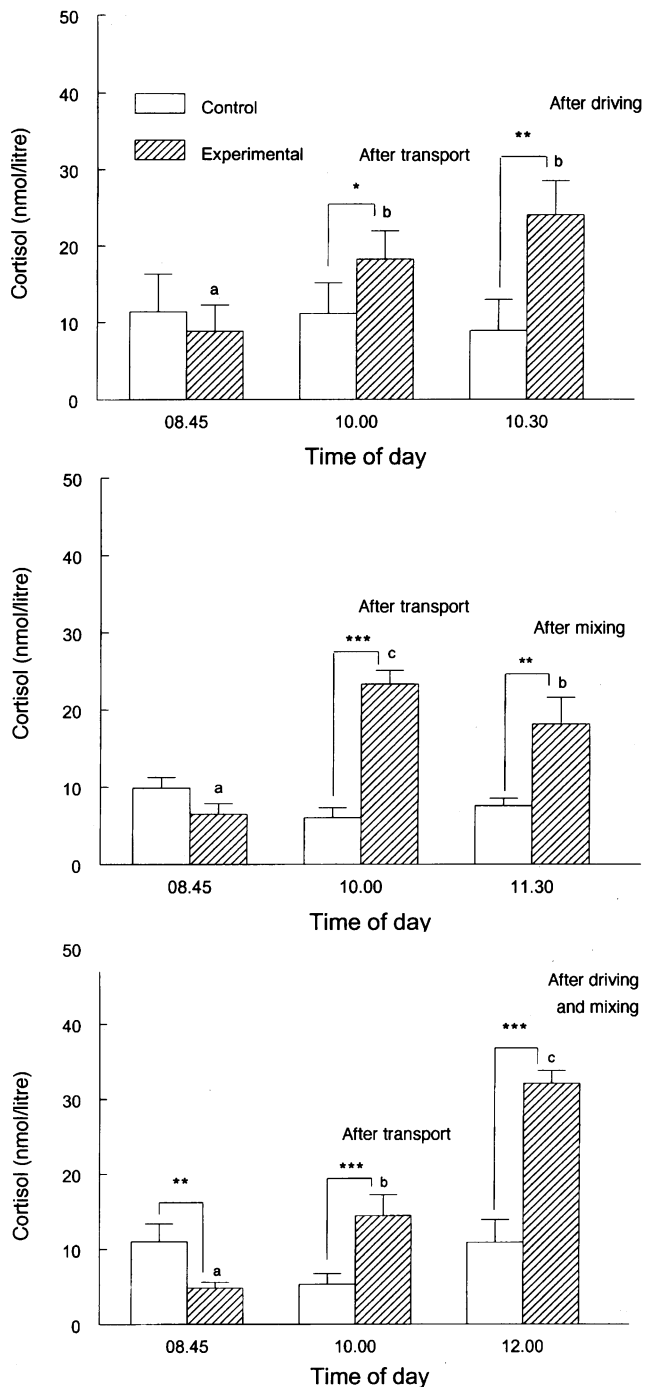 50
40
30
20
10
0
Cortisol (nmol/litre)
Control
Experimental
After driving
**
b
After transport
*
b
a
08.45
10.00
10.30
Time of day
50
40
30
20
10
0
Cortisol (nmol/litre)
After transport
***
c
After mixing
**
b
a
08.45
10.00
11.30
Time of day
50
40
30
20
10
0
Cortisol (nmol/litre)
After driving
and mixing
***
c
After transport
***
b
**
a
08.45
10.00
12.00
Time of day